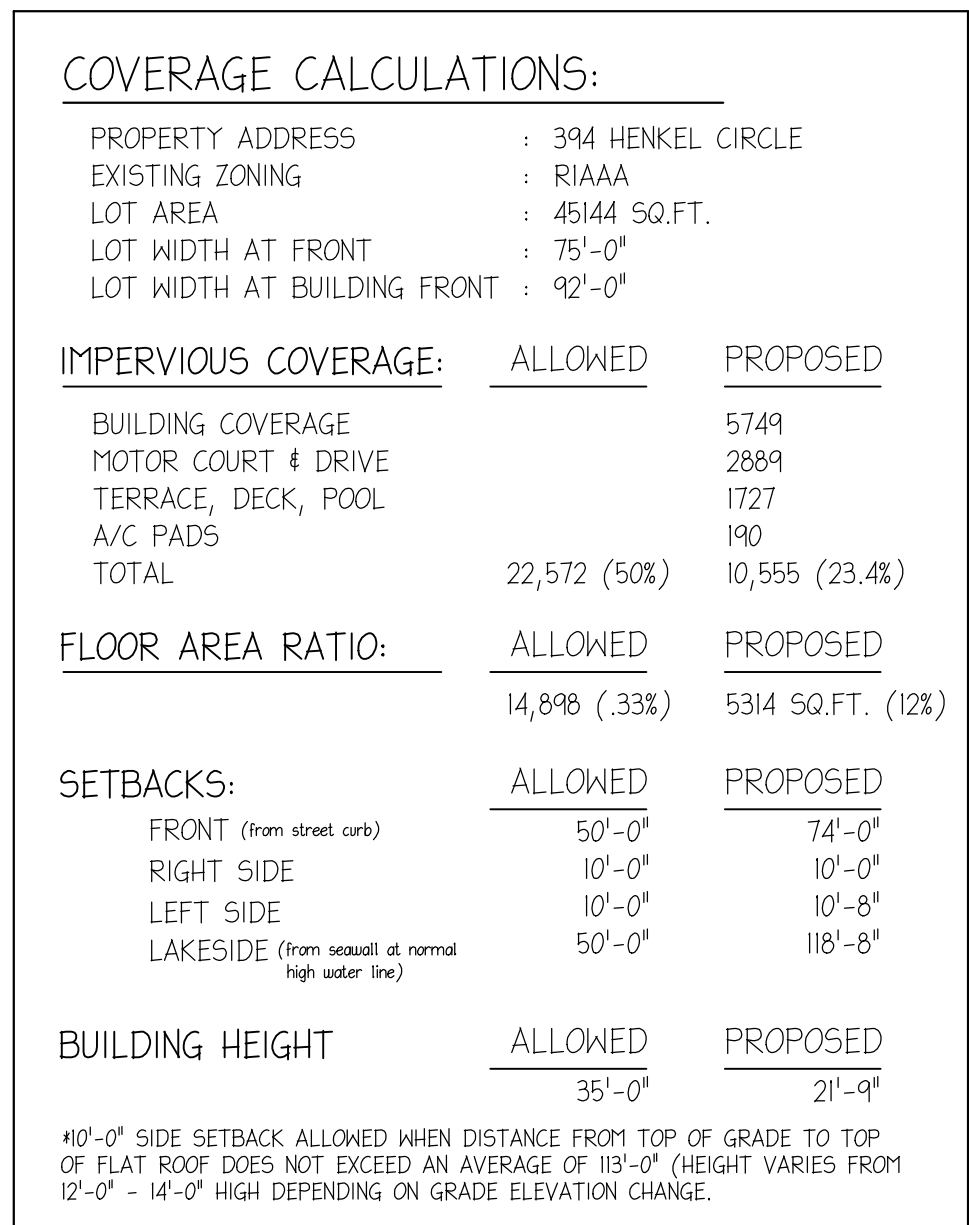 COVERAGE CALCULATIONS:
PROPERTY ADDRESS : 394 HENKEL CIRCLE
EXISTING ZONING : R1AAA
LOT AREA : 45144 SQ.FT.
LOT WIDTH AT FRONT : 75'-0"
LOT WIDTH AT BUILDING FRONT : 92'-0"
IMPERVIOUS COVERAGE: ALLOWED PROPOSED
BUILDING COVERAGE 5749
MOTOR COURT & DRIVE 2889
TERRACE, DECK, POOL 1727
A/C PADS 190
TOTAL 22,572 (50%) 10,555 (23.4%)
FLOOR AREA RATIO: ALLOWED PROPOSED
14,898 (.33%) 5314 SQ.FT. (12%)
SETBACKS: ALLOWED PROPOSED
FRONT (from street curb) 50'-0" 74'-0"
RIGHT SIDE 10'-0" 10'-0"
LEFT SIDE 10'-0" 10'-8"
LAKESIDE (from seawall at normal 50'-0" 118'-8"
high water line)
BUILDING HEIGHT ALLOWED PROPOSED
35'-0" 21'-9"
*10'-0" SIDE SETBACK ALLOWED WHEN DISTANCE FROM TOP OF GRADE TO TOP
OF FLAT ROOF DOES NOT EXCEED AN AVERAGE OF 113'-0" (HEIGHT VARIES FROM
12'-0" - 14'-0" HIGH DEPENDING ON GRADE ELEVATION CHANGE.